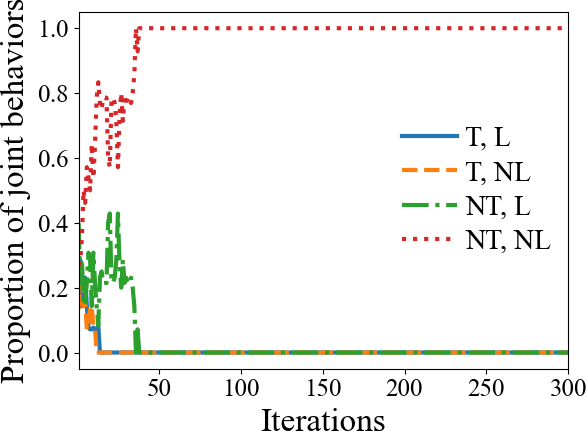 Proportion of joint behaviors
1.0
0.8
0.6
0.4
0.2
0.0
T, L
T, NL
NT, L
NT, NL
50
100
150
200
250
300
Iterations